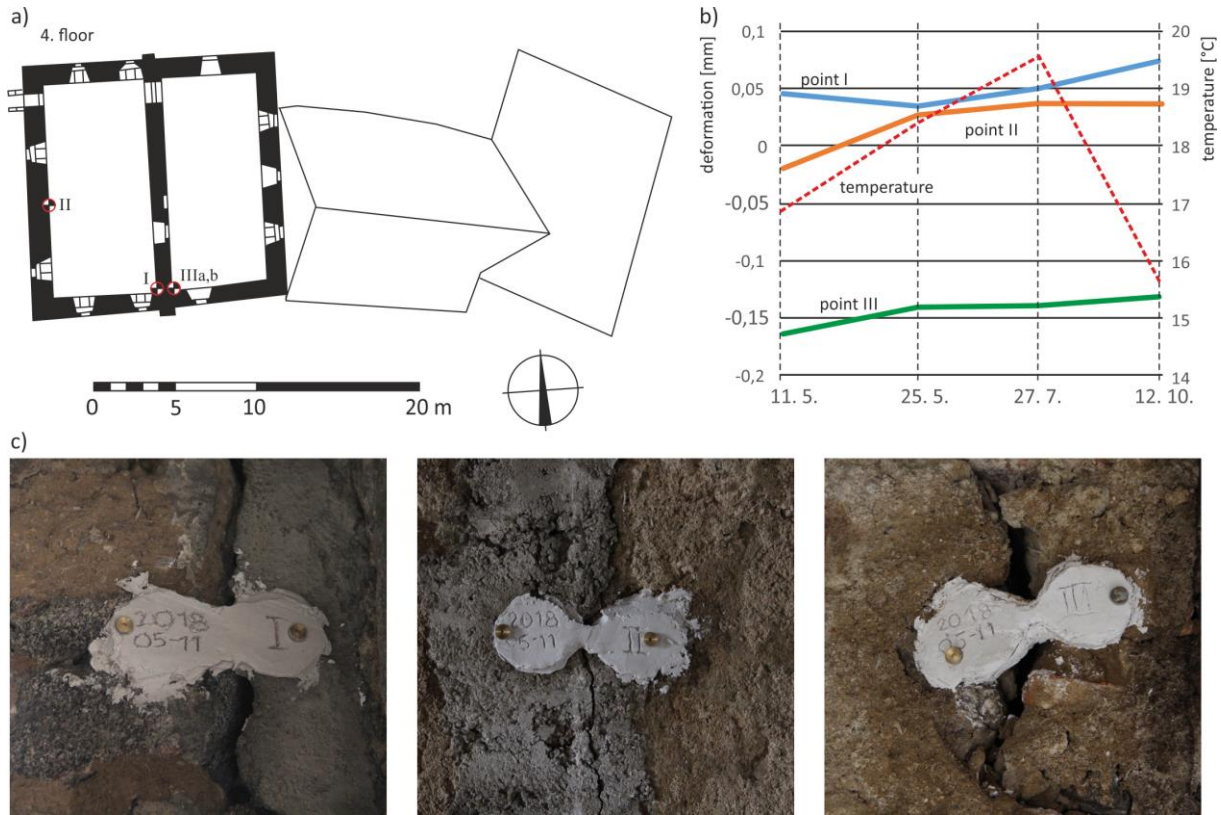 a)
4. floor
II
I
IIIa,b
0 5 10 20 m
b)
deformation [mm]
temperature [°C]
0,1
0,05
0
-0,05
-0,1
-0,15
-0,2
20
19
18
17
16
15
14
point I
point II
temperature
point III
11. 5.
25. 5.
27. 7.
12. 10.
c)
2018
05-11
I
2018
05-11
II
2018
05-11
III